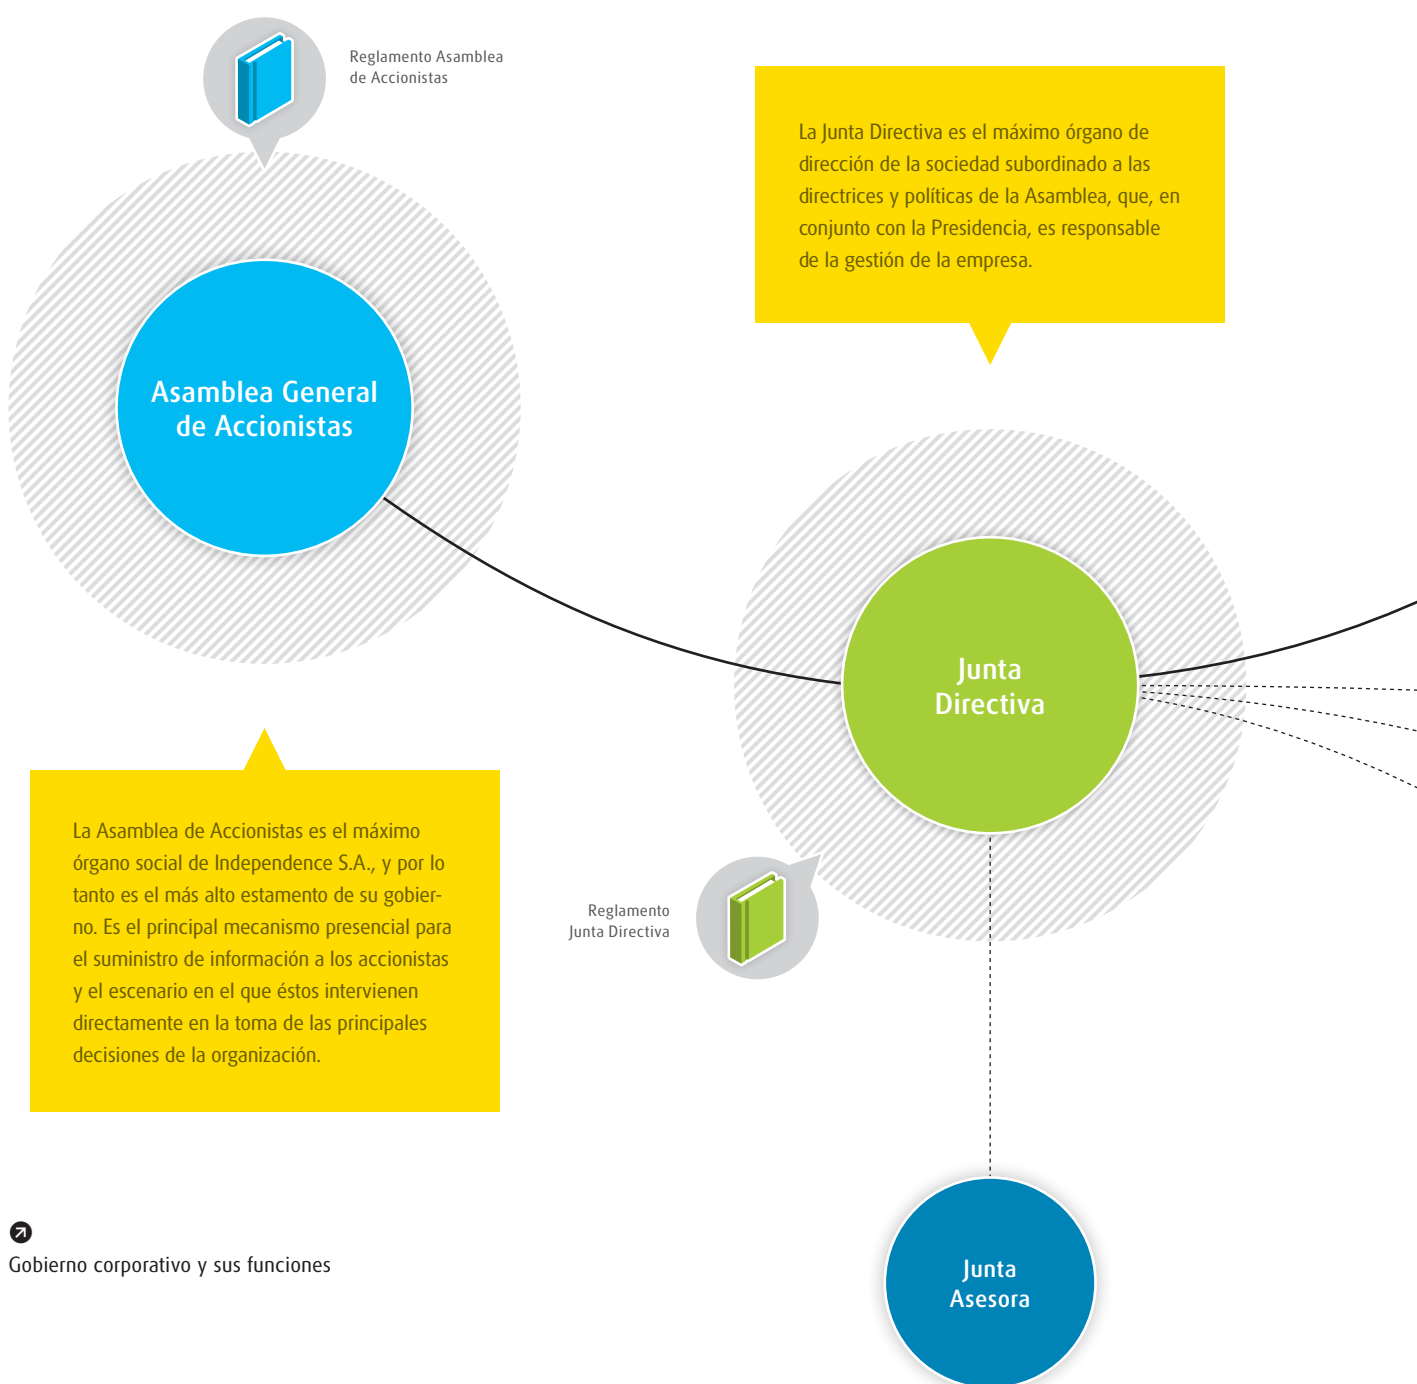 Reglamento Asamblea
de Accionistas
La Junta Directiva es el máximo órgano de
dirección de la sociedad subordinado a las
directrices y políticas de la Asamblea, que, en
conjunto con la Presidencia, es responsable
de la gestión de la empresa.
Asamblea General
de Accionistas
Junta
Directiva
La Asamblea de Accionistas es el máximo
órgano social de Independence S.A., y por lo
tanto es el más alto estamento de su gobier-
no. Es el principal mecanismo presencial para
el suministro de información a los accionistas
y el escenario en el que éstos intervienen
directamente en la toma de las principales
decisiones de la organización.
Reglamento
Junta Directiva
Gobierno corporativo y sus funciones
Junta
Asesora